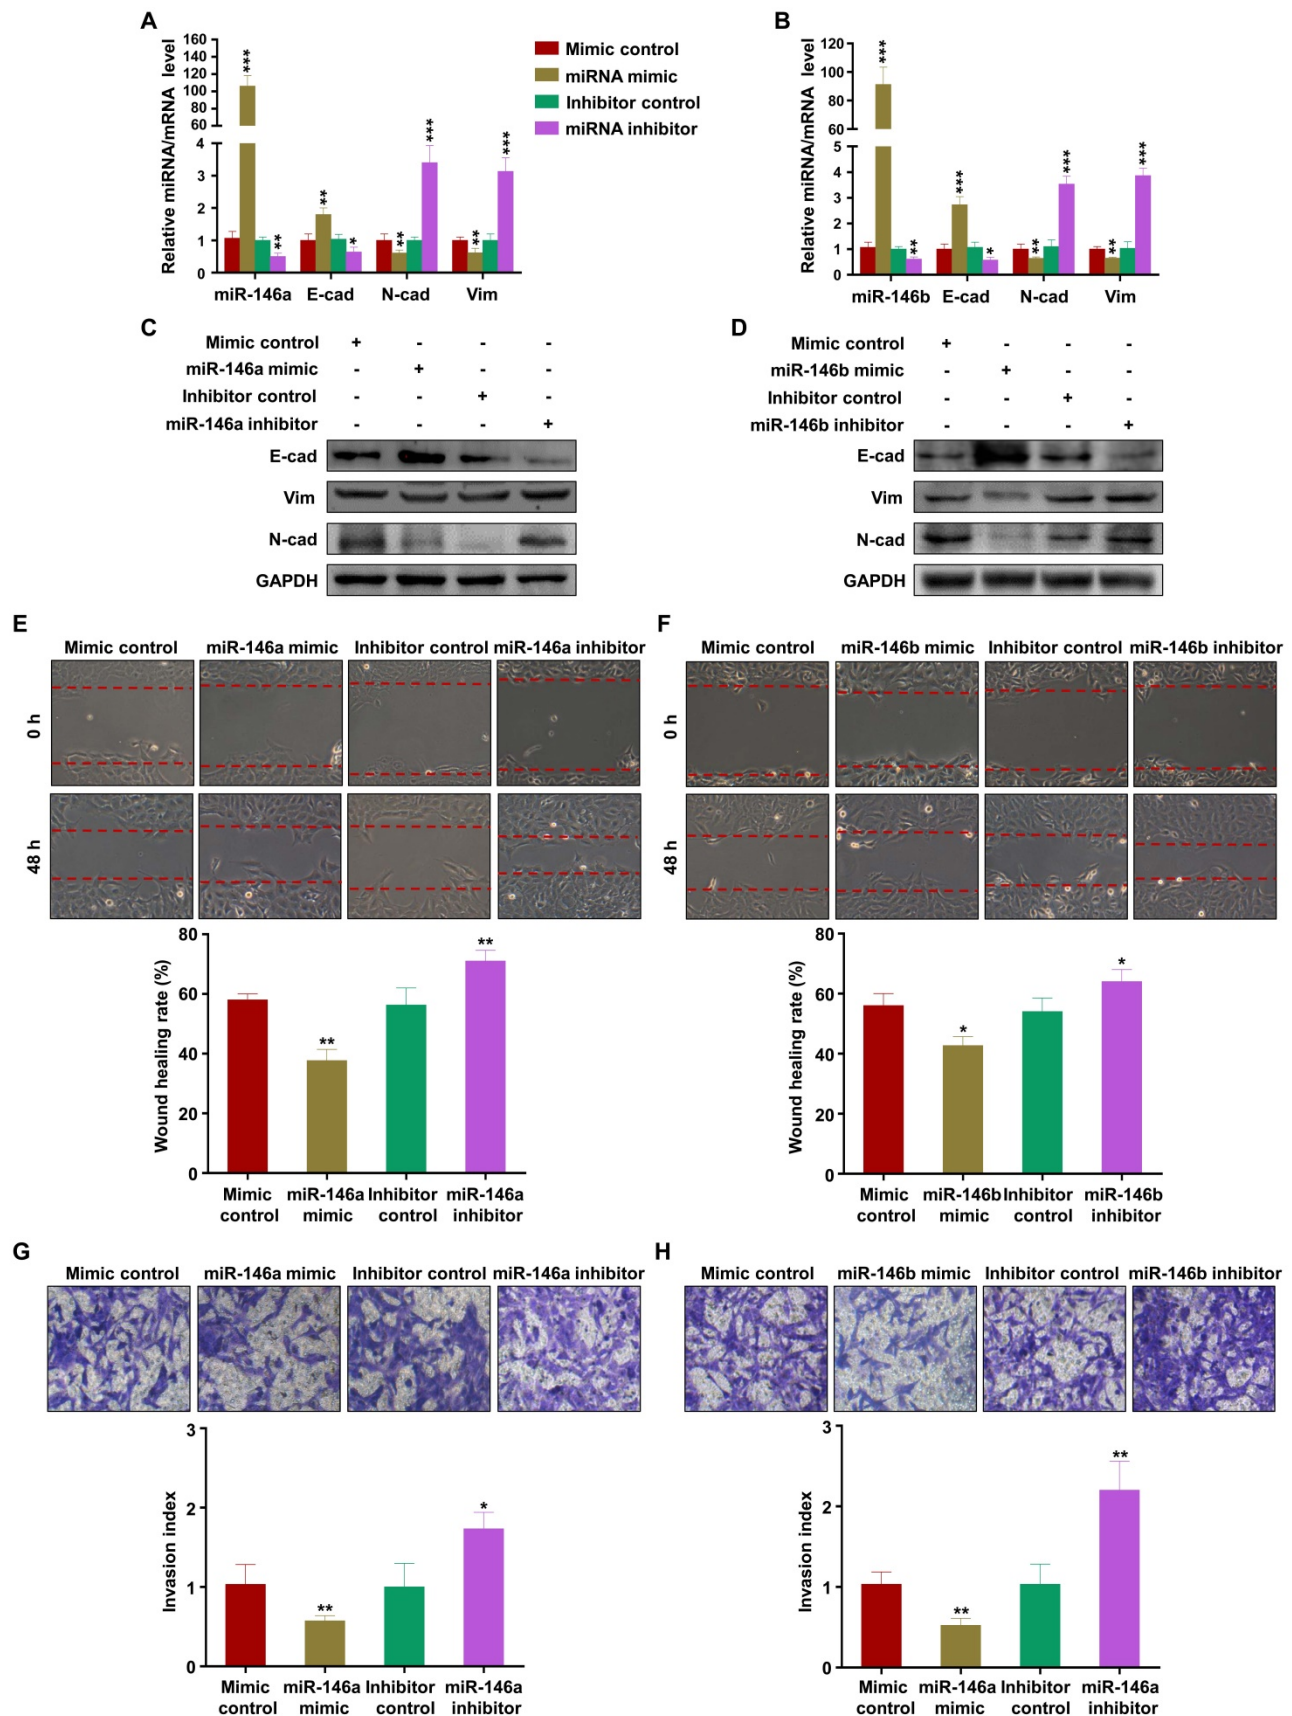 A
Relative miRNA/mRNA level
160
140
120
100
80
60
4
3
2
1
0
***
**
**
*
**
***
**
***
miR-146a E-cad N-cad Vim
Mimic control
miRNA mimic
Inhibitor control
miRNA inhibitor
B
Relative miRNA/mRNA level
120
100
80
60
5
4
3
2
1
0
***
**
***
*
**
***
**
***
miR-146b E-cad N-cad Vim
C
Mimic control + - - -
miR-146a mimic - + - -
Inhibitor control - - + -
miR-146a inhibitor - - - +
E-cad
Vim
N-cad
GAPDH
D
Mimic control + - - -
miR-146b mimic - + - -
Inhibitor control - - + -
miR-146b inhibitor - - - +
E-cad
Vim
N-cad
GAPDH
E
Mimic control miR-146a mimic Inhibitor control miR-146a inhibitor
0 h
48 h
Wound healing rate (%)
80
60
40
20
0
**
**
Mimic control
miR-146a mimic
Inhibitor control
miR-146a inhibitor
F
Mimic control miR-146b mimic Inhibitor control miR-146b inhibitor
0 h
48 h
Wound healing rate (%)
80
60
40
20
0
*
*
Mimic control
miR-146b mimic
Inhibitor control
miR-146b inhibitor
G
Mimic control miR-146a mimic Inhibitor control miR-146a inhibitor
Invasion index
3
2
1
0
**
*
Mimic control
miR-146a mimic
Inhibitor control
miR-146a inhibitor
H
Mimic control miR-146b mimic Inhibitor control miR-146b inhibitor
Invasion index
3
2
1
0
**
**
Mimic control
miR-146a mimic
Inhibitor control
miR-146a inhibitor